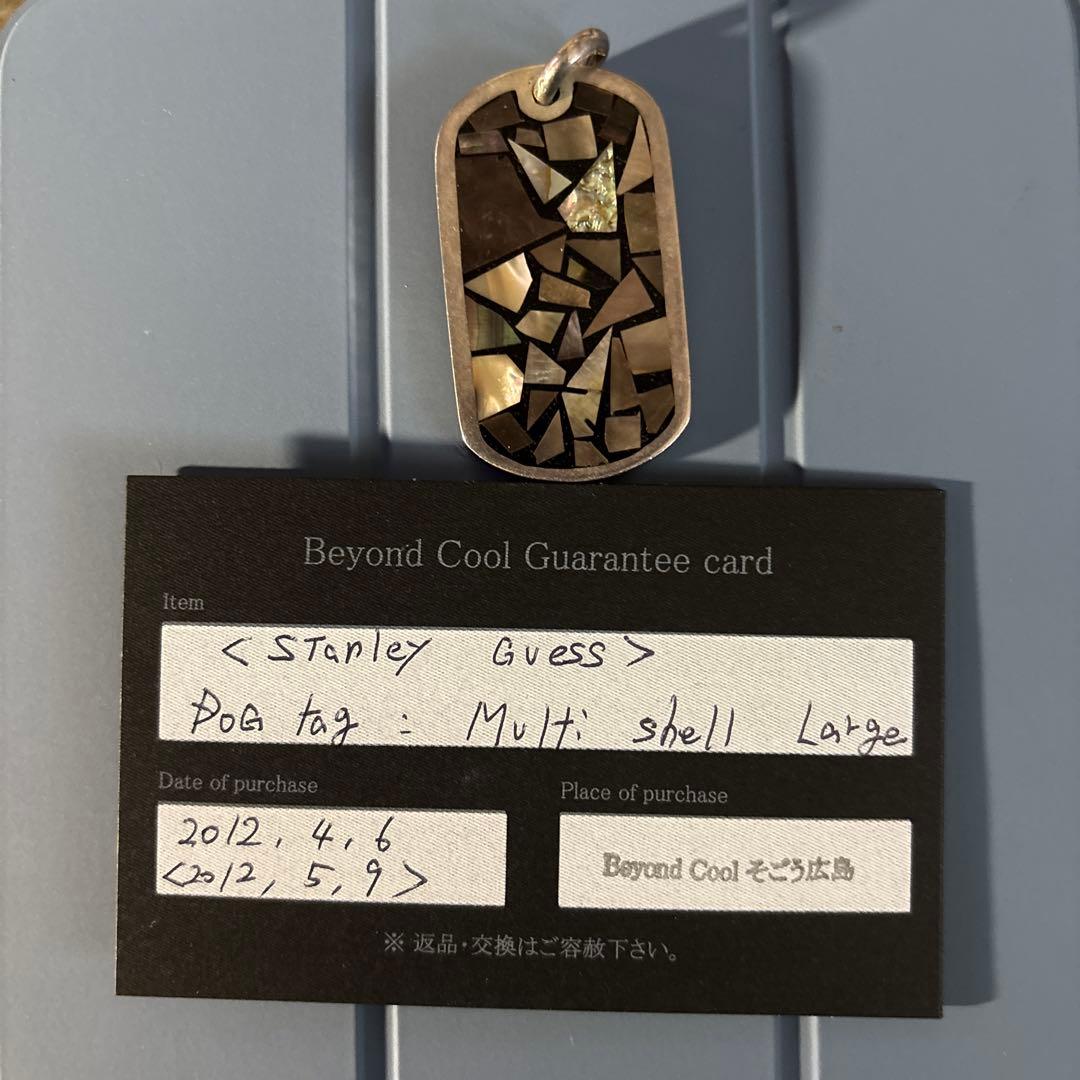 Beyond Cool Guarantee card
Item
<STanley Guess>
DOG tag : Multi shell Large
Date of purchase
2012, 4, 6
<2012, 5, 9>
Place of purchase
Beyond Cool そごう広島
※ 返品・交換はご容赦下さい。